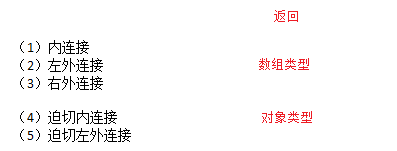 返回
（1）内连接
（2）左外连接 数组类型
（3）右外连接
（4）迫切内连接 对象类型
（5）迫切左外连接